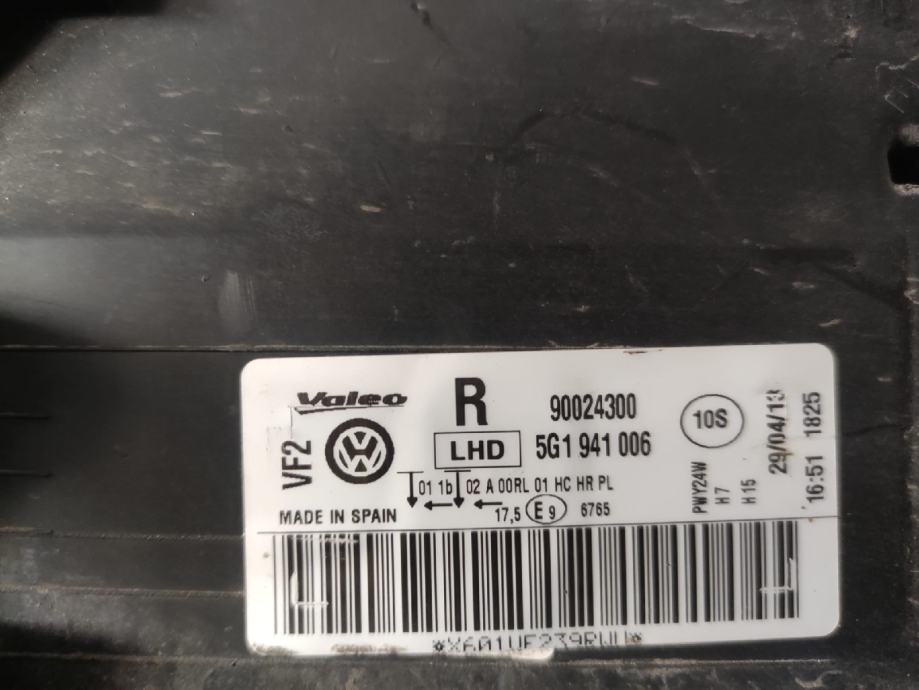 Valeo
R
90024300
10S
VF2
LHD
5G1 941 006
01 1b
02 A 00RL 01 HC HR PL
MADE IN SPAIN
17,5
E 9
6765
PWY24W
H7
H15
29/04/13
16:51 1825